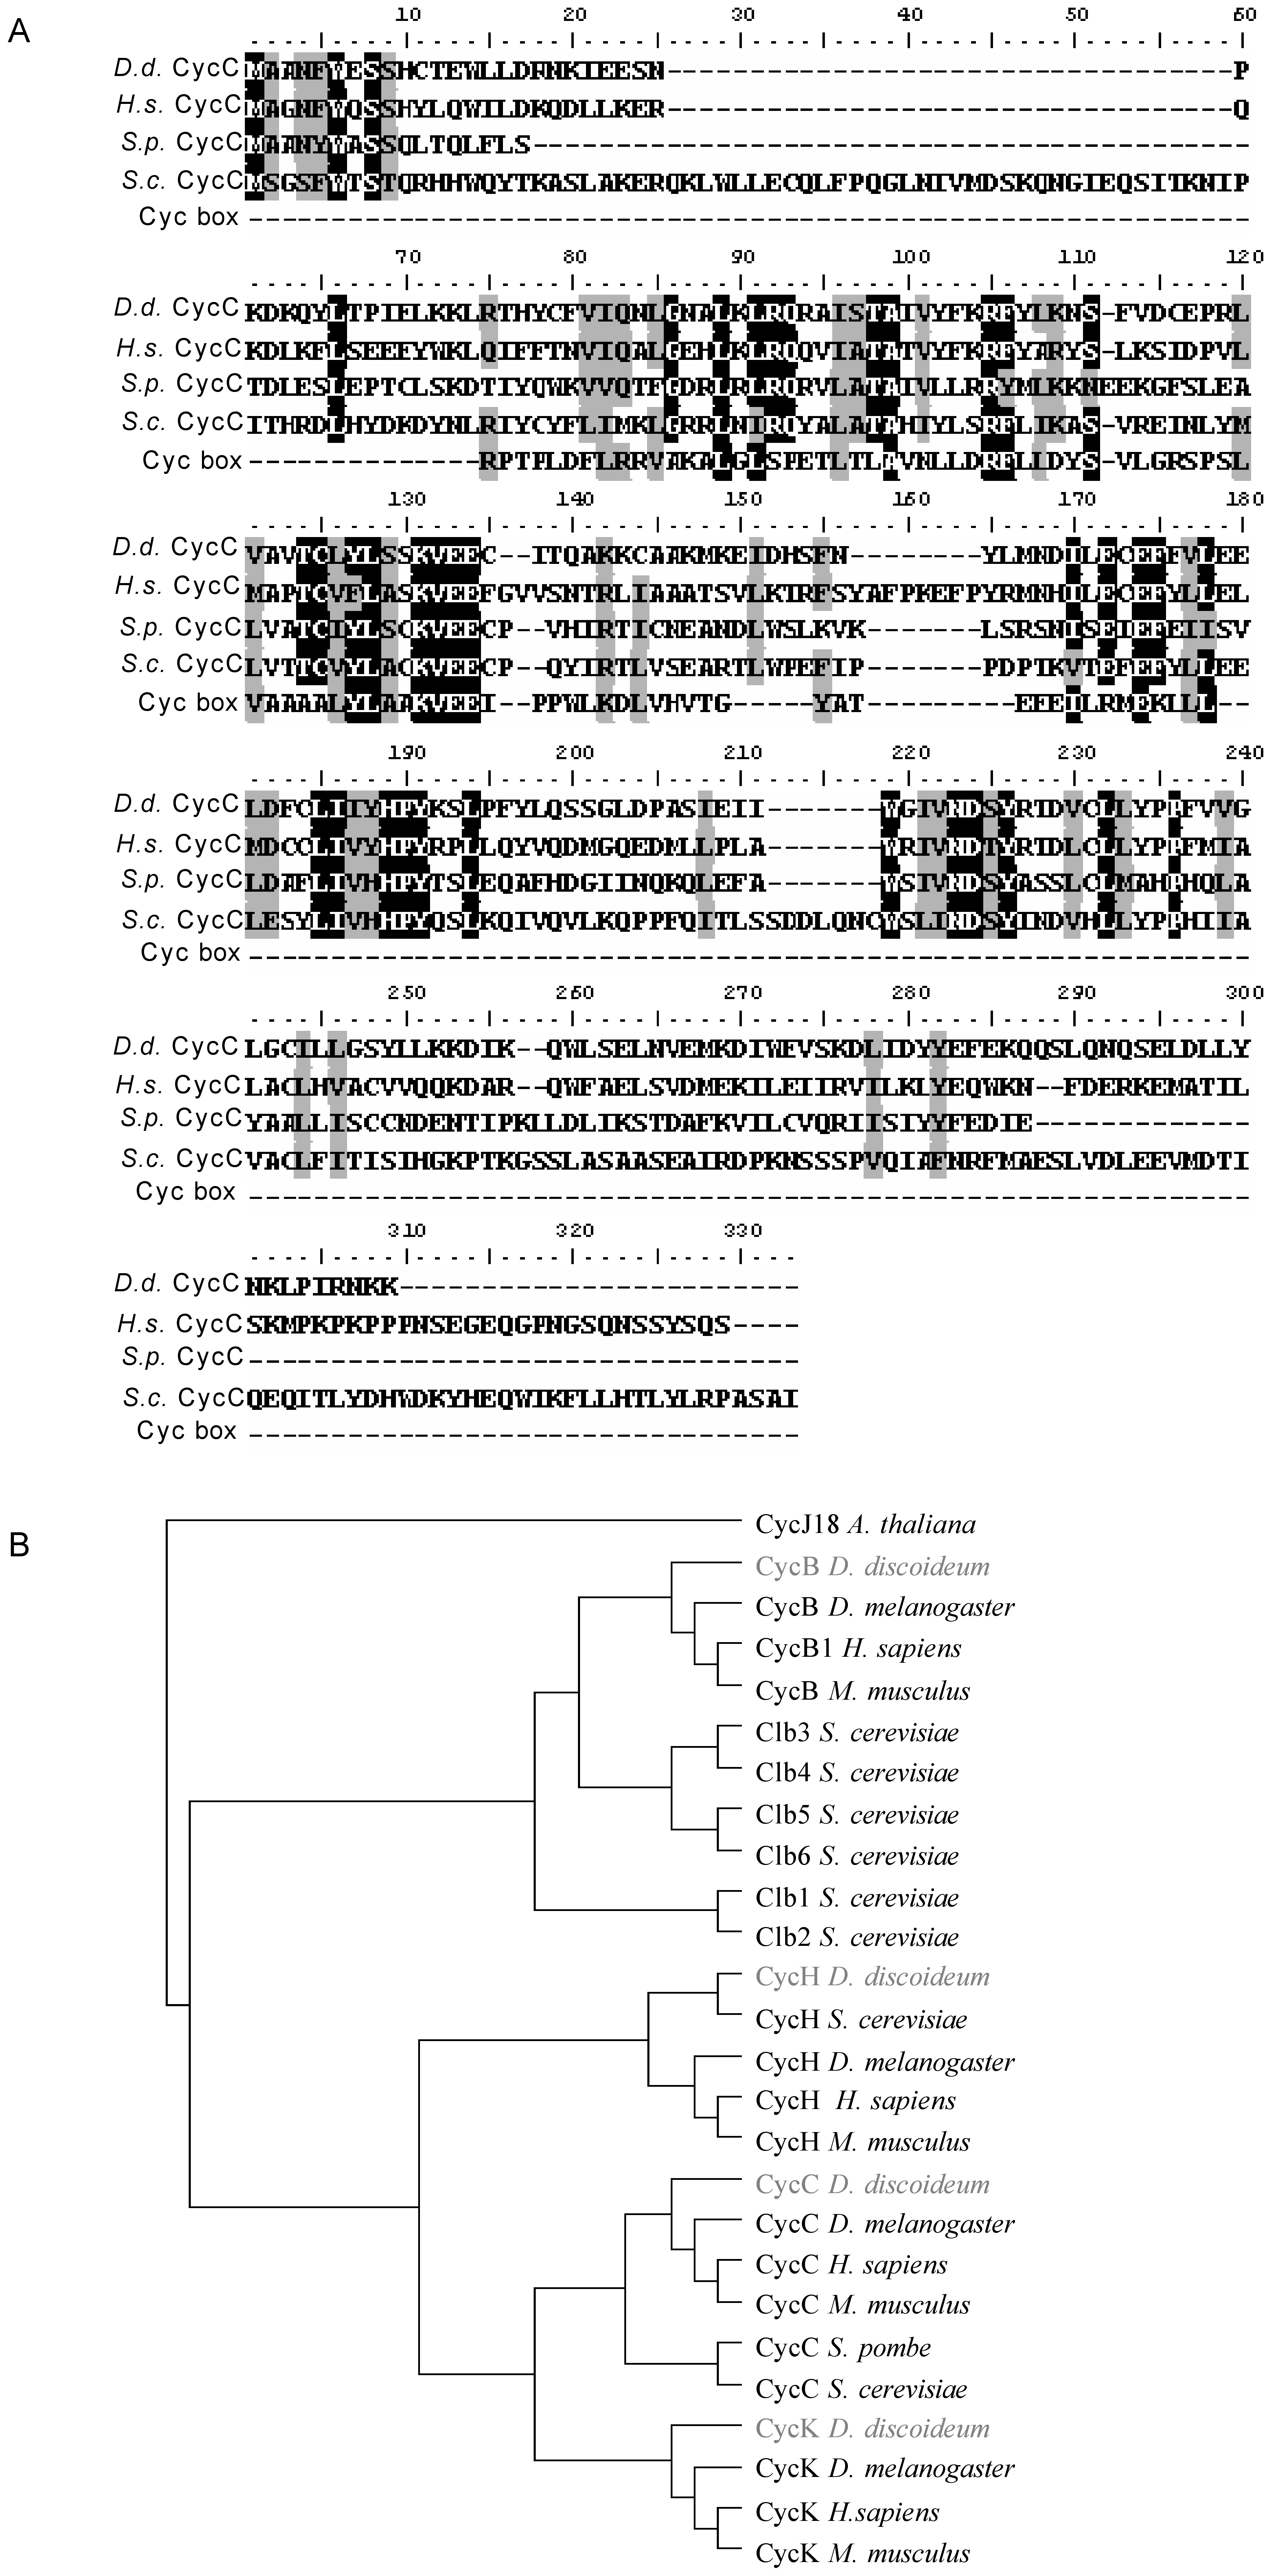 A
10 20 30 40 50 60
D.d. CycC MAANFWESSHCTEWLLDRNKIEESN----------------------------------P
H.s. CycC MAGNFWQSSHYLQWILDKQDLLKER----------------------------------Q
S.p. CycC MAANYWASSQLTQLFLS-------------------------------------------
S.c. CycC MSGSFWTSTQRHHWQYTKASLAKERQKLWLLECQLFPQGLNIVMDSKQNGIEQSITKNIP
Cyc box ------------------------------------------------------------
70 80 90 100 110 120
D.d. CycC KDKQYLTPIELKKLRTHYCFVIQNLGNALKLRQRAISTAIVYFKRFYLKNS-FVDCEPRL
H.s. CycC KDLKFLSEEEYWKLQIFFTNVIQALGEHLKLRQQVIATATVYFKRFYARYS-LKSIDPVL
S.p. CycC TDLESLEPTCLSKDTIYQWKVVQTFGDRLRLRQRVLATAIVLLRRYMLKKNEEKGFSLEA
S.c. CycC ITHRDLHYDKDYNLRIYCYFLIMKLGRRLNIRQYALATAHIYLSRFLIKAS-VREINLYM
Cyc box --------------RPTPLDFLRRVAKALGLSPETLTLAVNLLDRFLLDYS-VLGRSPSL
130 140 150 160 170 180
D.d. CycC VAVTCLYLSSKVEEC--ITQAKKCAAKMKEIDHSFN--------YLMNDILECEFFVLEE
H.s. CycC MAPTCVFLASKVEEFGVVSNTRLIAAATSVLKTRFSYAFPKEFPYRMNHILECEFYLLEL
S.p. CycC LVATCIYLSCKVEECP--VHIRTICNEANDLWSLKVK-------LSRSNISEIEFEIISV
S.c. CycC LVTTCVYLACKVEECP--QYIRTLVSEARTLWPEFIP-------PDPTKVTEFEFYLLEE
Cyc box VAAAALYLAAKVEEI--PPWLKDLVHVTG-----YAT---------EEEILRMEKLLL--
190 200 210 220 230 240
D.d. CycC LDFCLIIYHPYKSLPFYLQSSGLDPASIEII-------WGIVNDSYRTDVCLLYPPFVVG
H.s. CycC MDCCLIVYHPYRPLLQYVQDMGQEDMLLPLA-------WRIVNDTYRTDLCLLYPPFMIA
S.p. CycC LDAFLIVHHPYTSLEQAFHDGIINQKQLEFA-------WSIVNDSYASSLCLMAHPHQLA
S.c. CycC LESYLIVHHPYQSLKQIVQVLKQPPFQITLSSDDLQNCWSLINDSYINDVHLLYPPHIIA
Cyc box ------------------------------------------------------------
250 260 270 280 290 300
D.d. CycC LGCILLGSYLLKKDIK--QWLSELNVEMKDIWEVSKDLIDYYEFEKQQSLQNQSELDLLY
H.s. CycC LACLHVACVVQQKDAR--QWFAELSVDMEKILEIIRVILKLYEQWKN--FDERKEMATIL
S.p. CycC YAALLISCCNDENTIPKLLDLIKSTDAFKVILCVQRIISIYYFEDIE-------------
S.c. CycC VACLFITISIHGKPTKGSSLASAASEAIRDPKNSSSPVQIAFNRFMAESLVDLEEVMDTI
Cyc box ------------------------------------------------------------
310 320 330
D.d. CycC NKLPIRNKK------------------------
H.s. CycC SKMPKPKPPPNSEGEQGPNGSQNSSYSQS----
S.p. CycC ---------------------------------
S.c. CycC QEQITLYDHWDKYHEQWIKFLLHTLYLRPASAI
Cyc box ---------------------------------
B
CycJ18 A. thaliana
CycB D. discoideum
CycB D. melanogaster
CycB1 H. sapiens
CycB M. musculus
Clb3 S. cerevisiae
Clb4 S. cerevisiae
Clb5 S. cerevisiae
Clb6 S. cerevisiae
Clb1 S. cerevisiae
Clb2 S. cerevisiae
CycH D. discoideum
CycH S. cerevisiae
CycH D. melanogaster
CycH H. sapiens
CycH M. musculus
CycC D. discoideum
CycC D. melanogaster
CycC H. sapiens
CycC M. musculus
CycC S. pombe
CycC S. cerevisiae
CycK D. discoideum
CycK D. melanogaster
CycK H.sapiens
CycK M. musculus